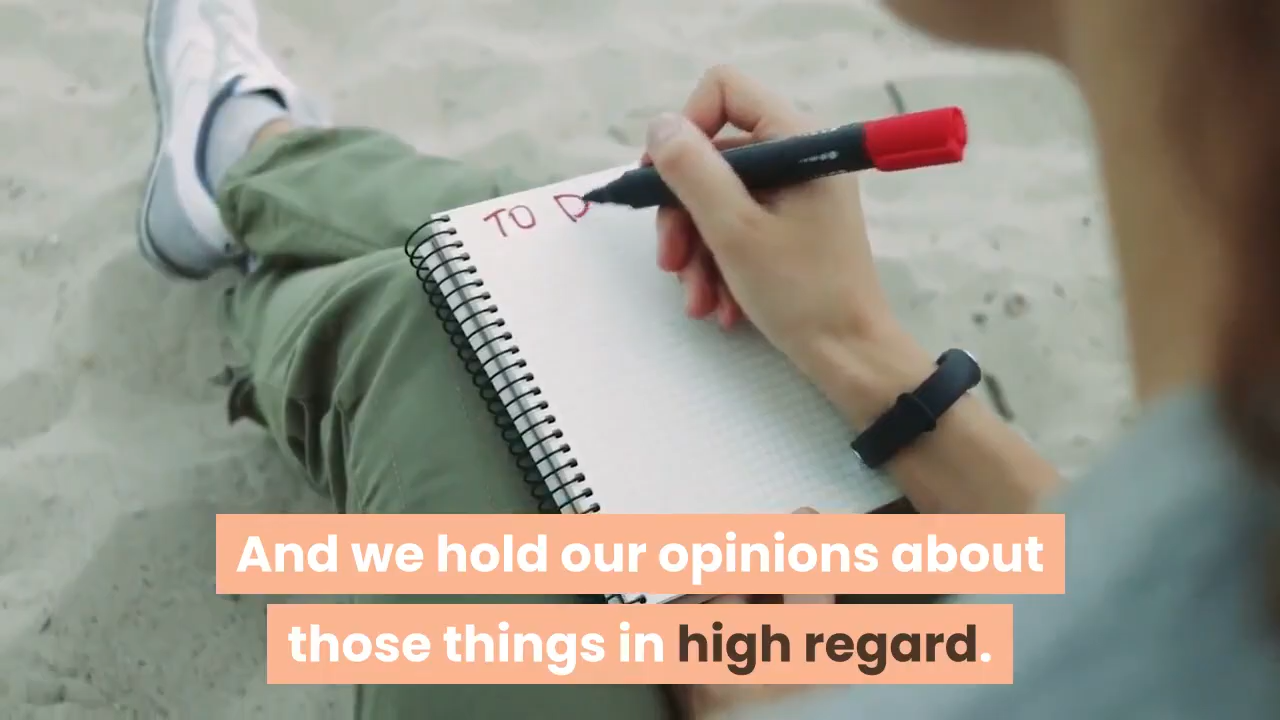 TO D
And we hold our opinions about
those things in high regard.